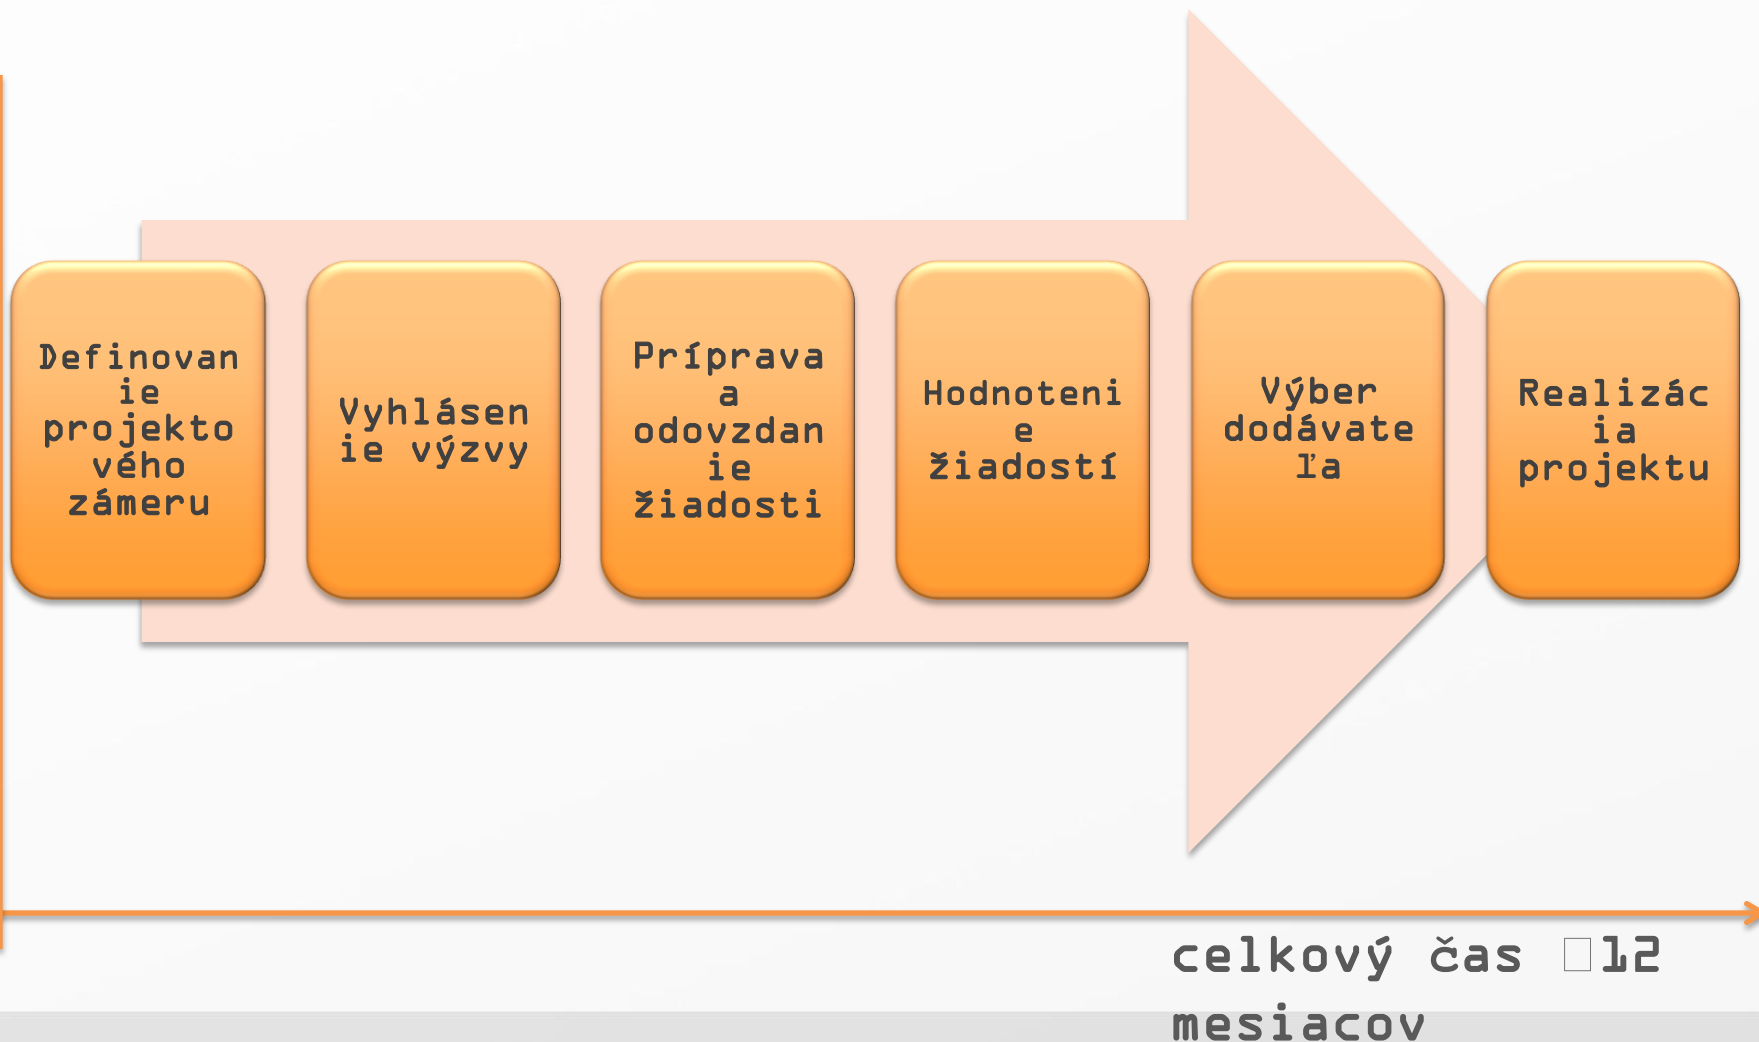 Definovan
ie
projekto
vého
zámeru
Vyhlásen
ie výzvy
Príprava
a
odovzdan
ie
žiadosti
Hodnoteni
e
žiadostí
Výber
dodávate
ľa
Realizác
ia
projektu
celkový čas □12
mesiacov